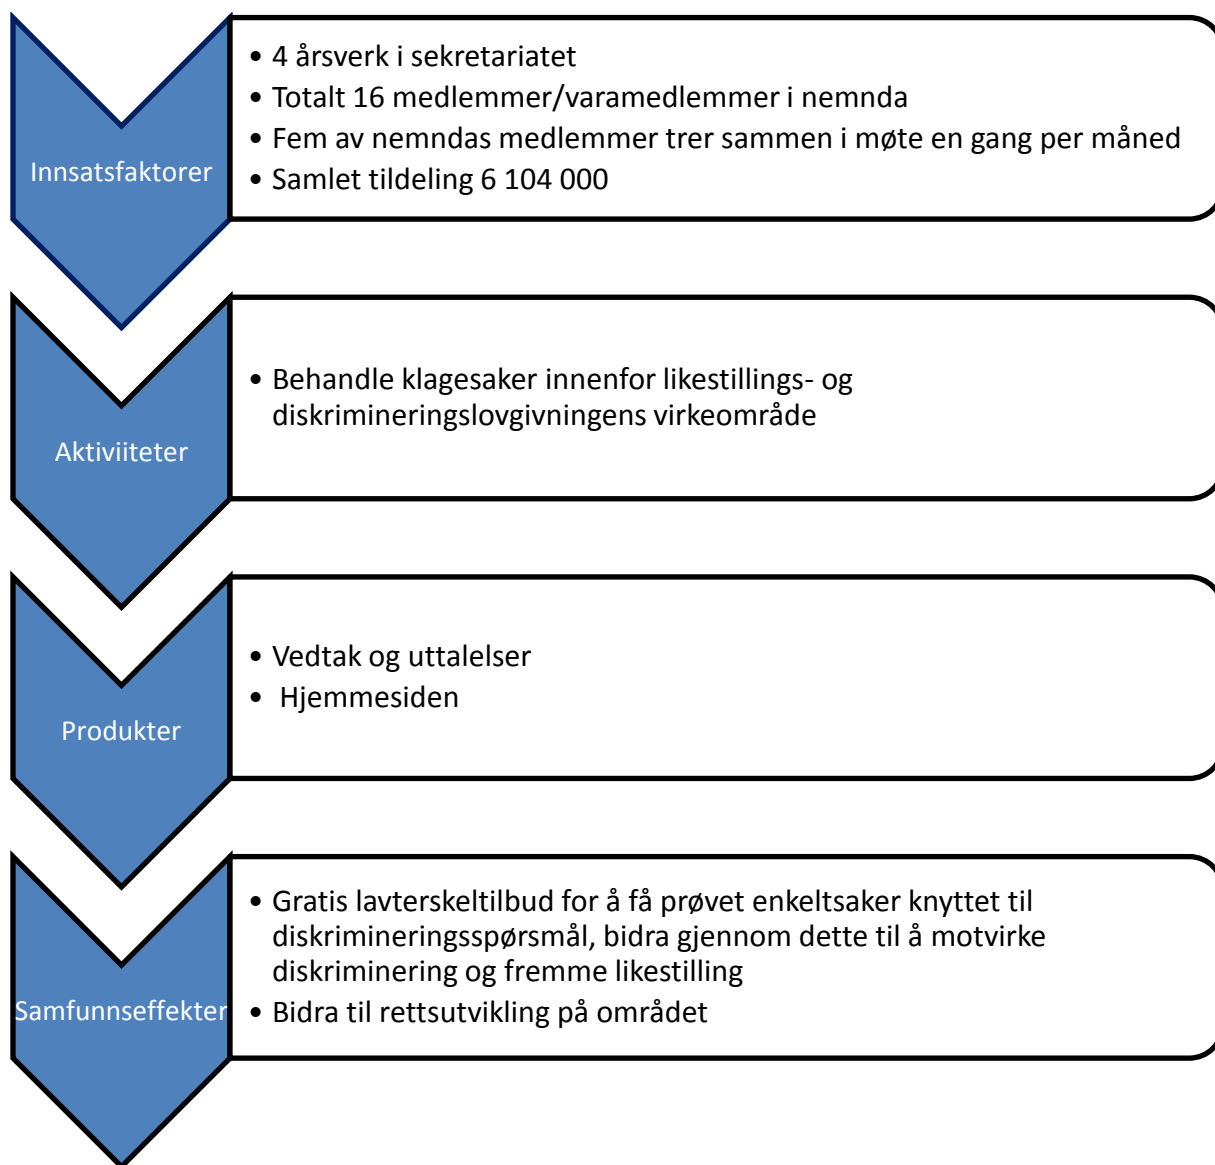 Innsatsfaktorer
• 4 årsverk i sekretariatet
• Totalt 16 medlemmer/varamedlemmer i nemnda
• Fem av nemndas medlemmer trer sammen i møte en gang per måned
• Samlet tildeling 6 104 000
Aktiviiteter
• Behandle klagesaker innenfor likestillings- og
diskrimineringslovgivningens virkeområde
Produkter
• Vedtak og uttalelser
• Hjemmesiden
Samfunnseffekter
• Gratis lavterskeltilbud for å få prøvet enkeltsaker knyttet til
diskrimineringsspørsmål, bidra gjennom dette til å motvirke
diskriminering og fremme likestilling
• Bidra til rettsutvikling på området